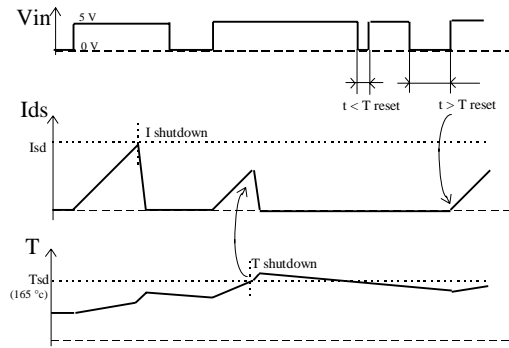 Vin
5 V
0 V
t < T reset
t > T reset
Ids
I shutdown
Isd
T
T shutdown
Tsd
(165 °c)